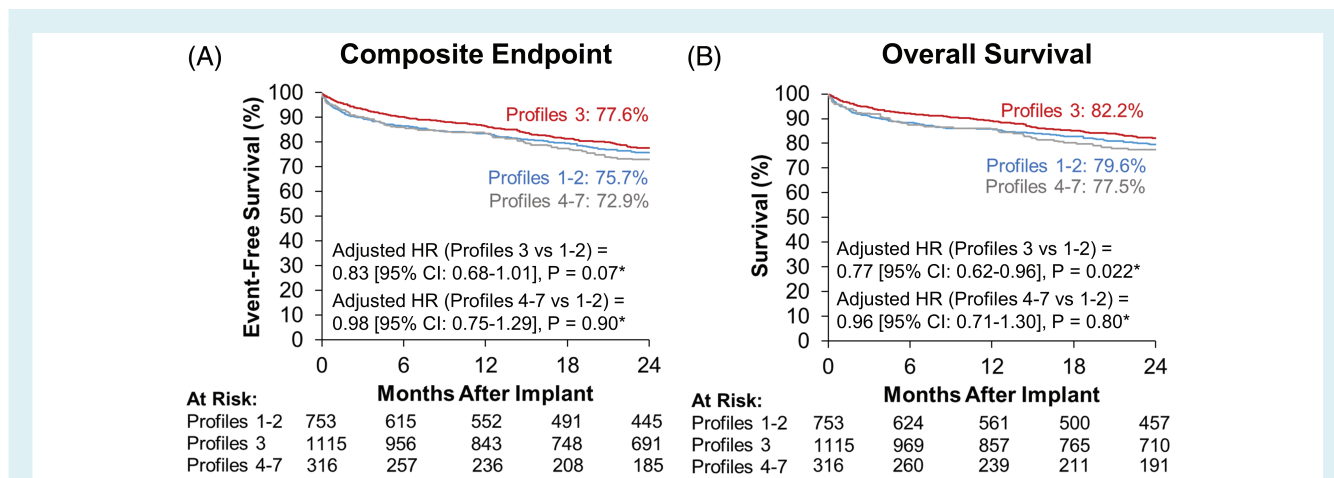 (A) Composite Endpoint
Event-Free Survival (%)
100
90
80
70
60
50
40
30
20
10
0
Profiles 3: 77.6%
Profiles 1-2: 75.7%
Profiles 4-7: 72.9%
Adjusted HR (Profiles 3 vs 1-2) =
0.83 [95% CI: 0.68-1.01], P = 0.07*
Adjusted HR (Profiles 4-7 vs 1-2) =
0.98 [95% CI: 0.75-1.29], P = 0.90*
0 6 12 18 24
Months After Implant
At Risk:
Profiles 1-2 753 615 552 491 445
Profiles 3 1115 956 843 748 691
Profiles 4-7 316 257 236 208 185
(B) Overall Survival
Survival (%)
100
90
80
70
60
50
40
30
20
10
0
Profiles 3: 82.2%
Profiles 1-2: 79.6%
Profiles 4-7: 77.5%
Adjusted HR (Profiles 3 vs 1-2) =
0.77 [95% CI: 0.62-0.96], P = 0.022*
Adjusted HR (Profiles 4-7 vs 1-2) =
0.96 [95% CI: 0.71-1.30], P = 0.80*
0 6 12 18 24
Months After Implant
At Risk:
Profiles 1-2 753 624 561 500 457
Profiles 3 1115 969 857 765 710
Profiles 4-7 316 260 239 211 191